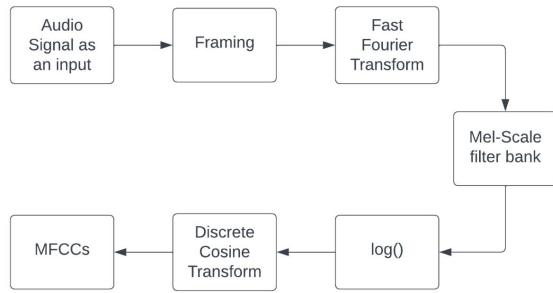 Audio
Signal as
an input
Framing
Fast
Fourier
Transform
Mel-Scale
filter bank
log()
Discrete
Cosine
Transform
MFCCs